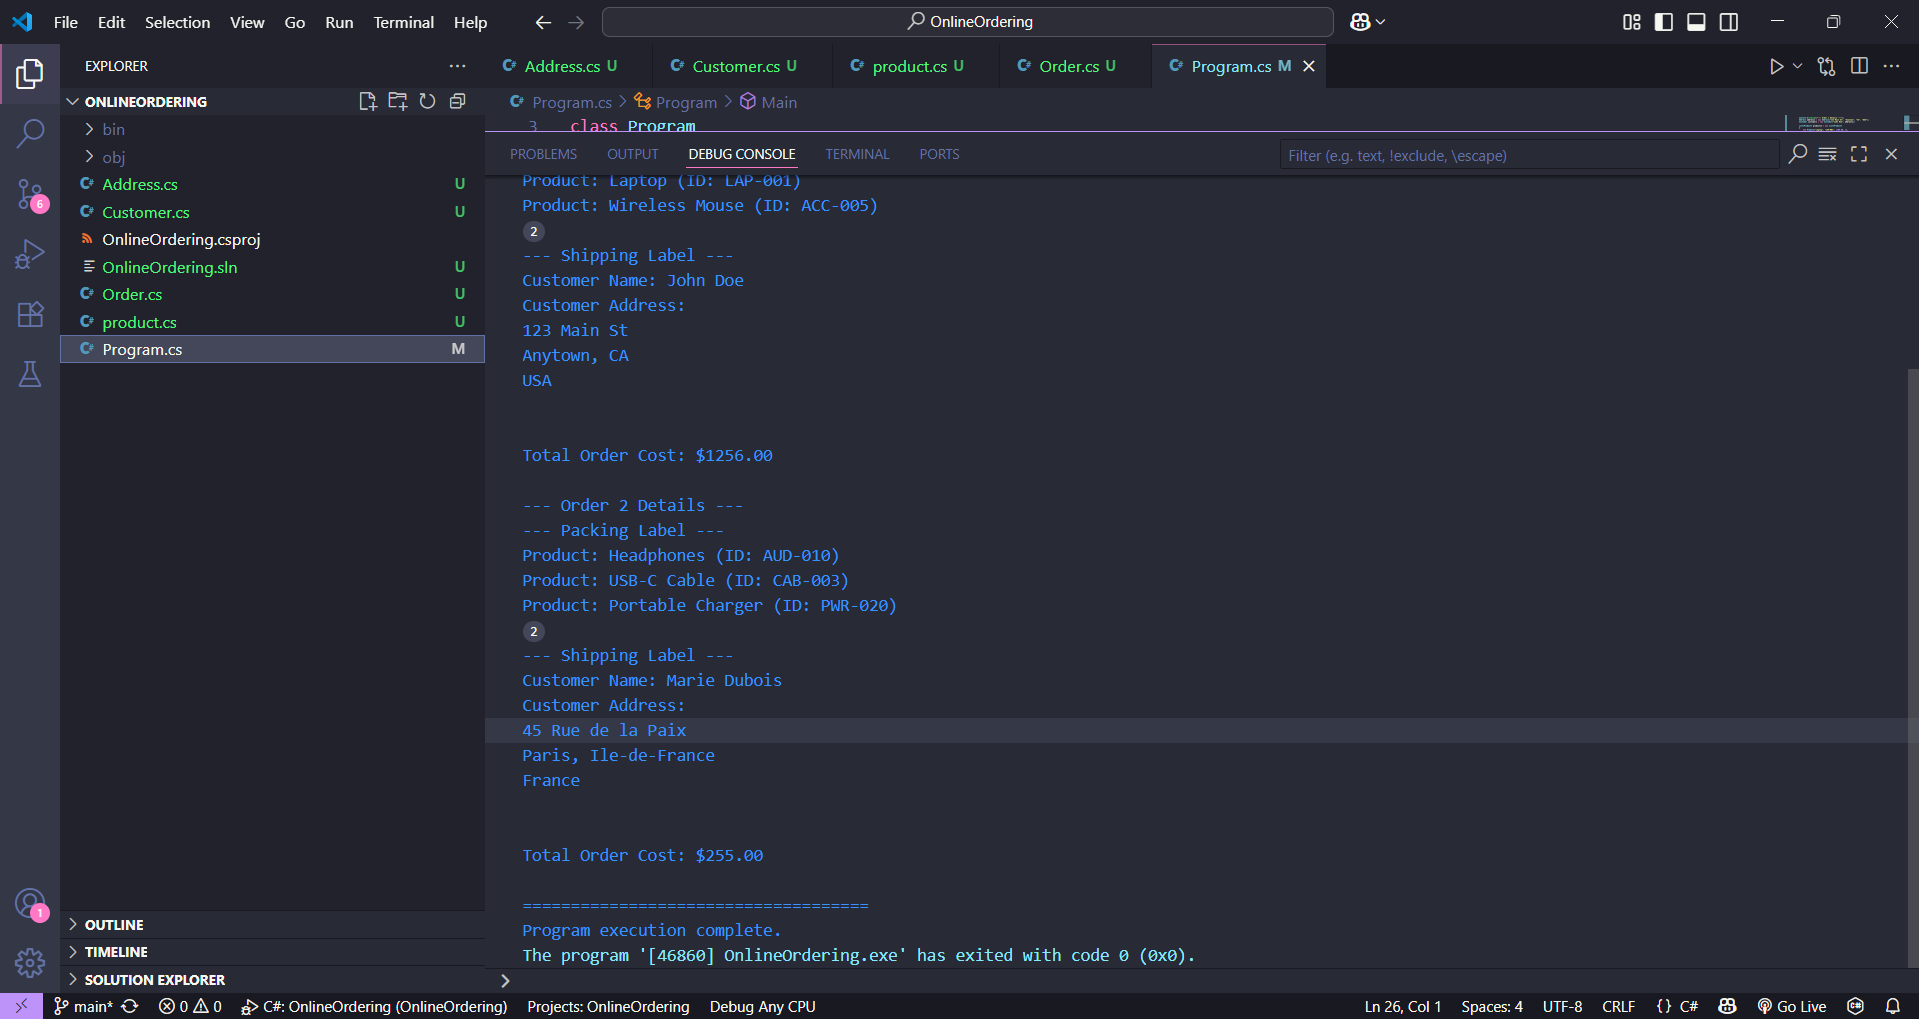 File Edit Selection View Go Run Terminal Help
OnlineOrdering
EXPLORER
ONLINEORDERING
bin
obj
Address.cs U
Customer.cs U
OnlineOrdering.csproj
OnlineOrdering.sln U
Order.cs U
product.cs U
Program.cs M
6
1
OUTLINE
TIMELINE
SOLUTION EXPLORER
Address.cs U Customer.cs U product.cs U Order.cs U Program.cs M
Program.cs > Program > Main
3 class Program
PROBLEMS OUTPUT DEBUG CONSOLE TERMINAL PORTS
Filter (e.g. text, !exclude, \escape)
Product: Laptop (ID: LAP-001)
Product: Wireless Mouse (ID: ACC-005)
2
--- Shipping Label ---
Customer Name: John Doe
Customer Address:
123 Main St
Anytown, CA
USA
Total Order Cost: $1256.00
--- Order 2 Details ---
--- Packing Label ---
Product: Headphones (ID: AUD-010)
Product: USB-C Cable (ID: CAB-003)
Product: Portable Charger (ID: PWR-020)
2
--- Shipping Label ---
Customer Name: Marie Dubois
Customer Address:
45 Rue de la Paix
Paris, Ile-de-France
France
Total Order Cost: $255.00
====================================
Program execution complete.
The program '[46860] OnlineOrdering.exe' has exited with code 0 (0x0).
>
main* 0 0 C#: OnlineOrdering (OnlineOrdering) Projects: OnlineOrdering Debug Any CPU Ln 26, Col 1 Spaces: 4 UTF-8 CRLF {} C# Go Live